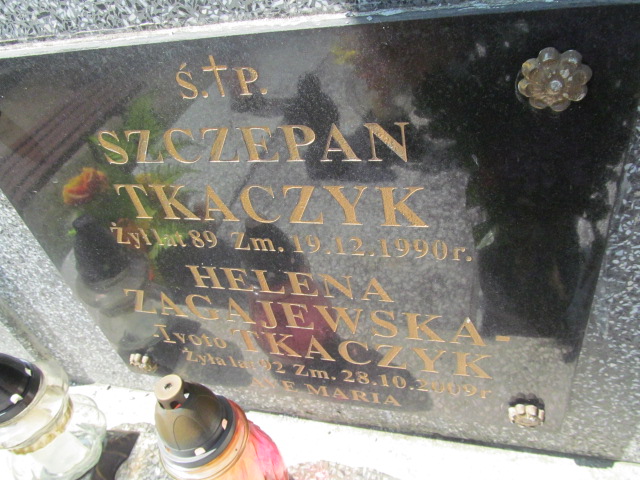 Ś.†P.
SZCZEPAN
TKACZYK
Żył lat 89 Zm. 19.12.1990r.
HELENA
ZAGAJEWSKA-
Ivoto TKACZYK
Żyła lat 92 Zm. 28.10.2009r
AVE MARIA